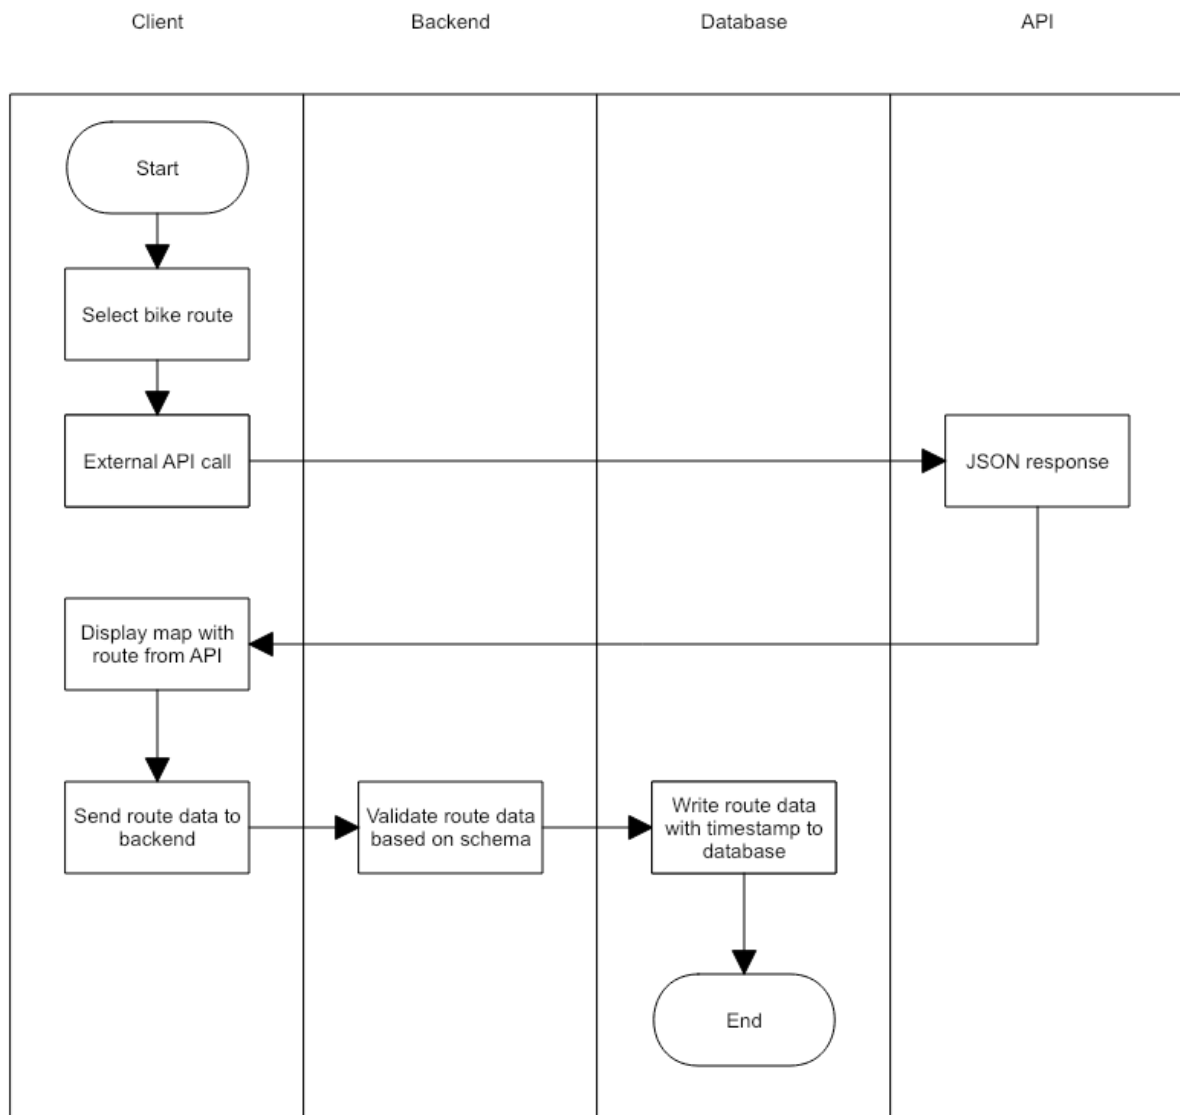 Client
Backend
Database
API
Start
Select bike route
External API call
JSON response
Display map with
route from API
Send route data to
backend
Validate route data
based on schema
Write route data
with timestamp to
database
End